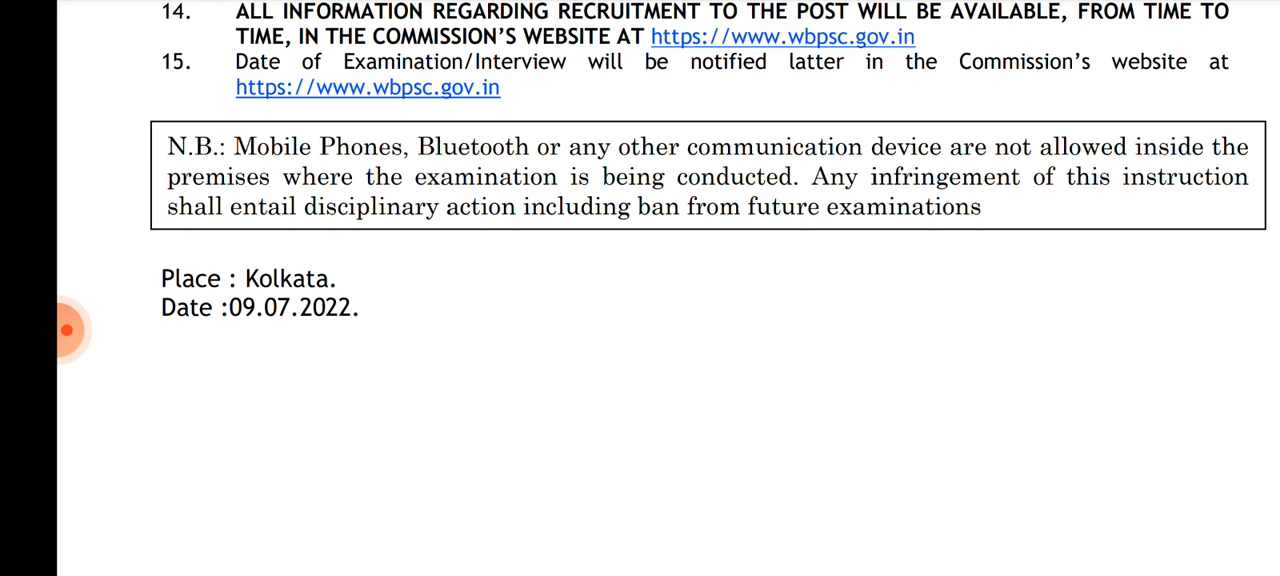 14. ALL INFORMATION REGARDING RECRUITMENT TO THE POST WILL BE AVAILABLE, FROM TIME TO
TIME, IN THE COMMISSION'S WEBSITE AT https://www.wbpsc.gov.in
15. Date of Examination/Interview will be notified latter in the Commission's website at
https://www.wbpsc.gov.in
N.B.: Mobile Phones, Bluetooth or any other communication device are not allowed inside the
premises where the examination is being conducted. Any infringement of this instruction
shall entail disciplinary action including ban from future examinations
Place : Kolkata.
Date :09.07.2022.